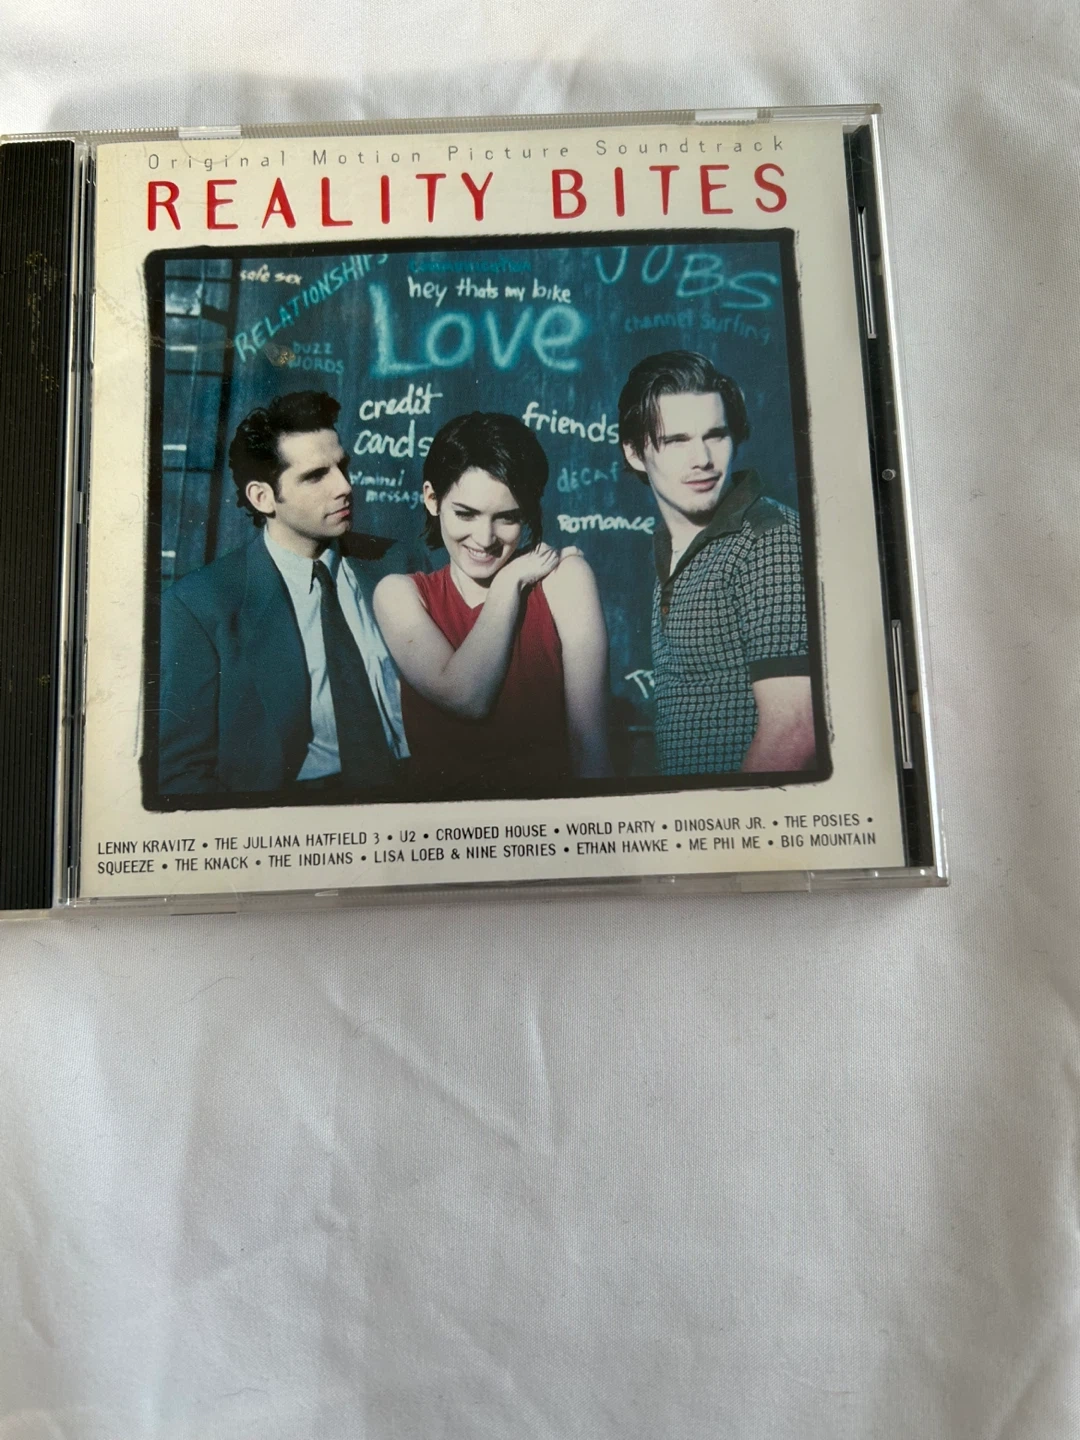 Original Motion Picture Soundtrack
REALITY BITES
safe sex
RELATIONSHIPS
communication
hey thats my bike
JOBS
Love
channel surfing
BUZZ
WORDS
credit
cards
friends
subliminal
message
decaf
Romance
LENNY KRAVITZ • THE JULIANA HATFIELD 3 • U2 • CROWDED HOUSE • WORLD PARTY • DINOSAUR JR. • THE POSIES •
SQUEEZE • THE KNACK • THE INDIANS • LISA LOEB & NINE STORIES • ETHAN HAWKE • ME PHI ME • BIG MOUNTAIN